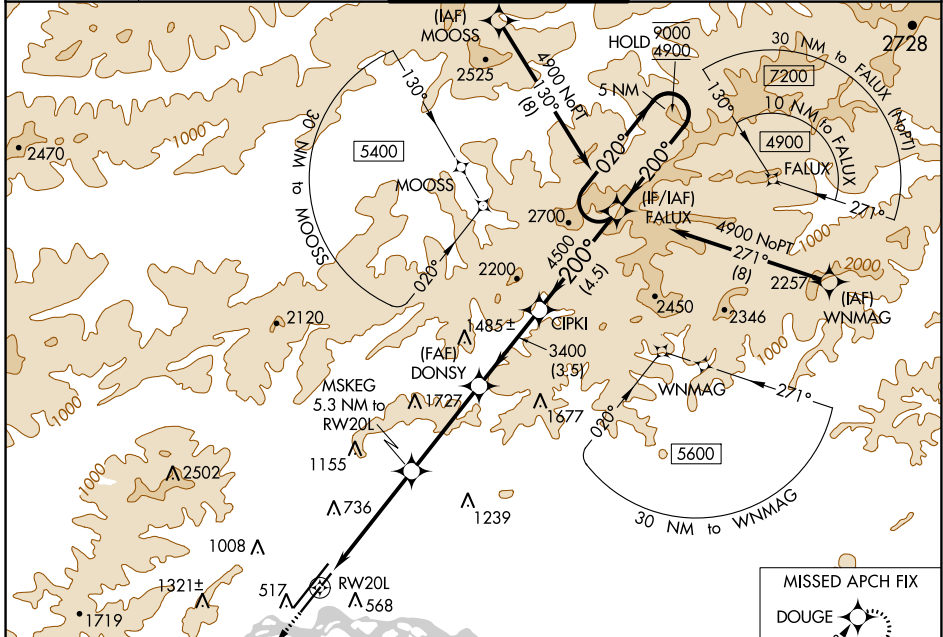 (IAF)
MOOSS
2525
4900 NoPT
130°
(8)
HOLD
9000
4900
5 NM
020°
200°
(IF/IAF)
FALUX
30 NM to FALUX (NoPT)
7200
130°
10 NM to FALUX
4900
FALUX
271°
2728
1000
2470
30 NM to MOOSS
130°
5400
MOOSS
020°
2700
4500
200°
(4.5)
2200
4900 NoPT
271°
(8)
1000
2000
2257
(IAF)
WNMAG
2450
2346
2120
CIPKI
1485±
3400
(3.5)
(FAF)
DONSY
1727
1677
MSKEG
5.3 NM to
RW20L
1000
1000
WNMAG
271°
020°
5600
30 NM to WNMAG
1155
2502
1000
736
1239
1008
1321±
517
RW20L
568
1719
MISSED APCH FIX
DOUGE